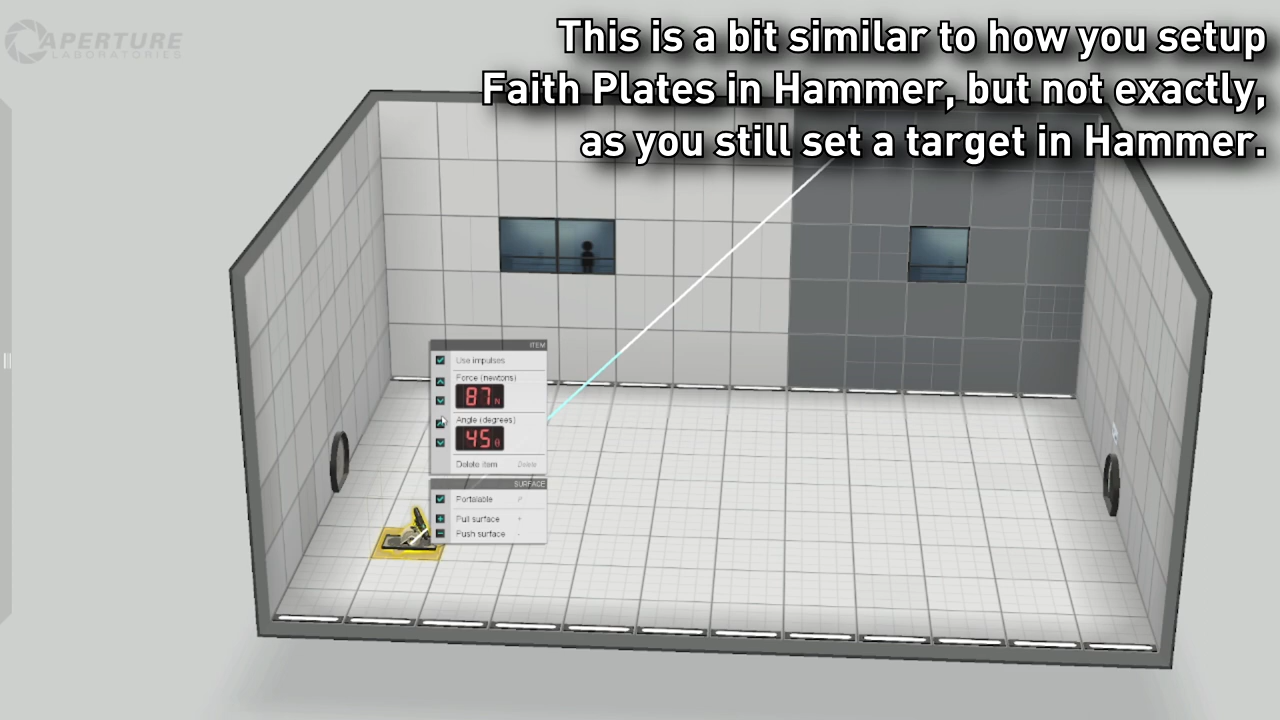 APERTURE
LABORATORIES
This is a bit similar to how you setup
Faith Plates in Hammer, but not exactly,
as you still set a target in Hammer.
ITEM
Use impulses
Force (newtons)
87 N
Angle (degrees)
45 θ
Delete item Delete
SURFACE
Portalable P
Pull surface +
Push surface -